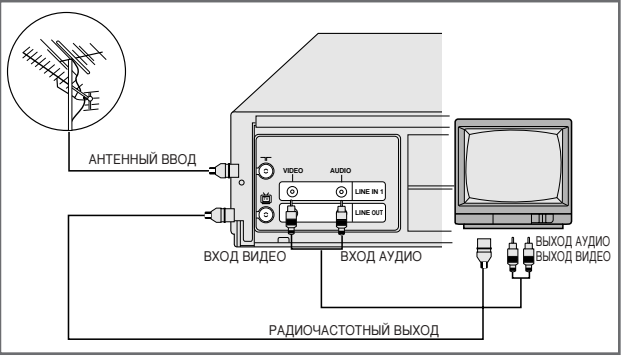 АНТЕННЫЙ ВВОД
VIDEO AUDIO
LINE IN 1
LINE OUT
ВХОД ВИДЕО ВХОД АУДИО
ВЫХОД АУДИО
ВЫХОД ВИДЕО
РАДИОЧАСТОТНЫЙ ВЫХОД